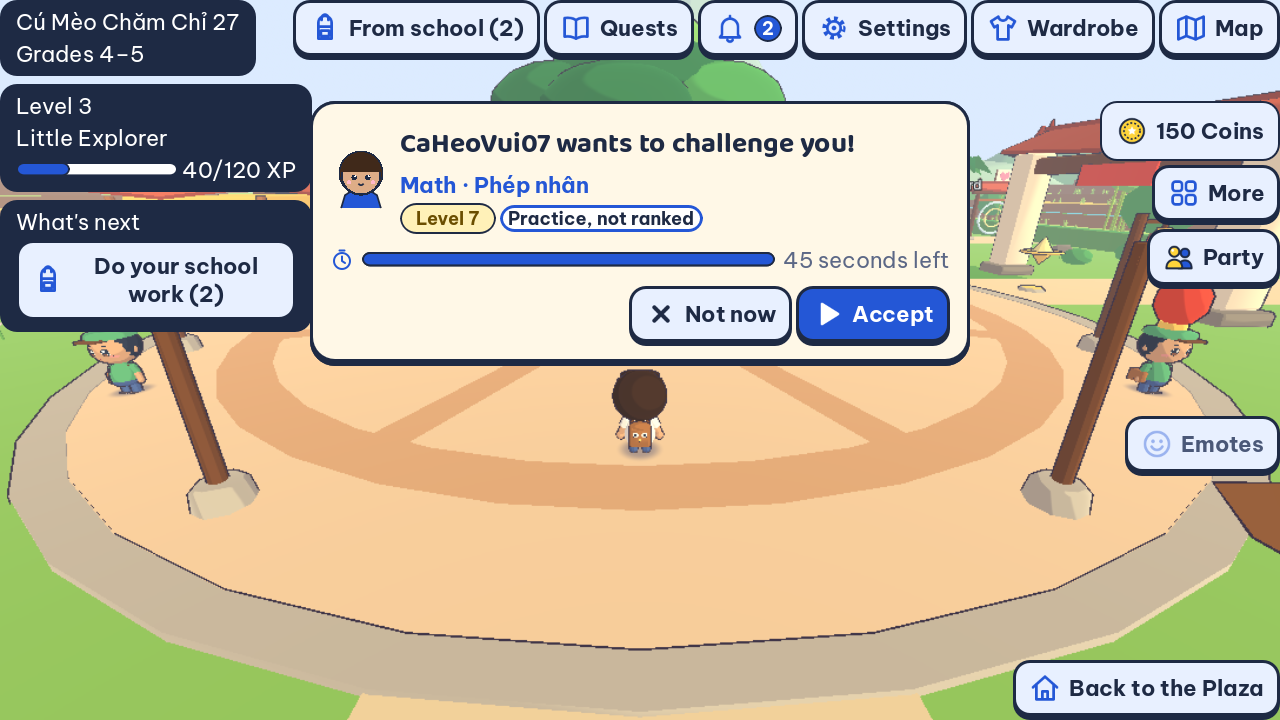 Cú Mèo Chăm Chỉ 27
Grades 4–5
From school (2)
Quests
2
Settings
Wardrobe
Map
Level 3
Little Explorer
40/120 XP
What's next
Do your school
work (2)
CaHeoVui07 wants to challenge you!
Math · Phép nhân
Level 7
Practice, not ranked
45 seconds left
Not now
Accept
150 Coins
More
Party
Emotes
Back to the Plaza